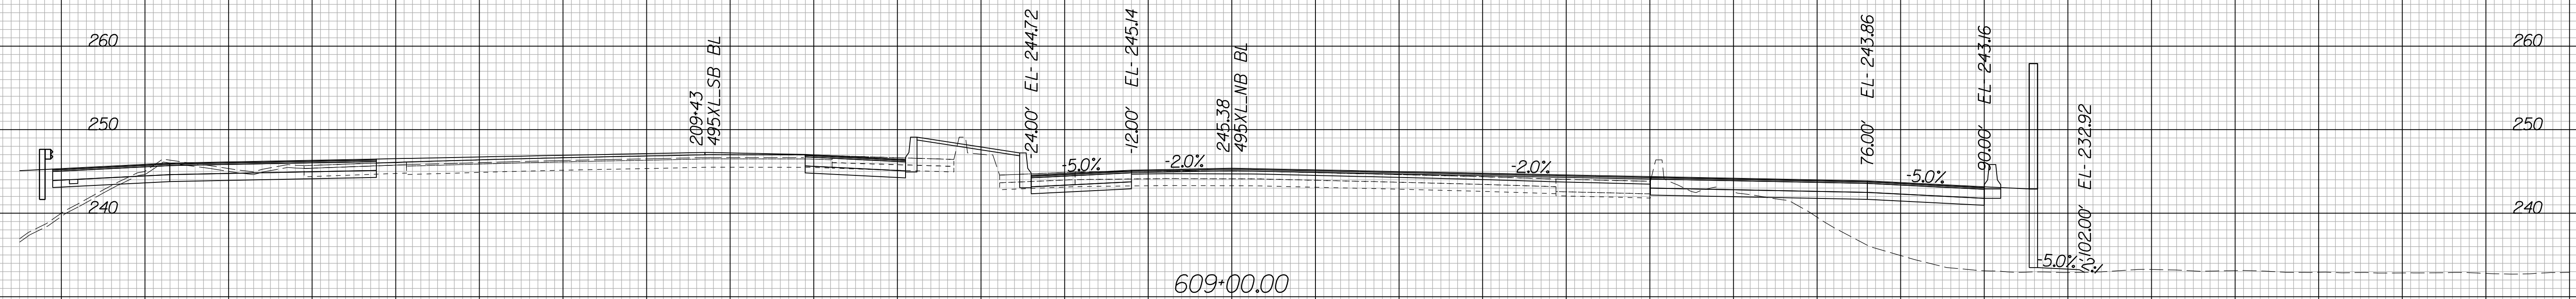 260
209+43
495XL_SB BL
-24.00' EL- 244.72
-12.00' EL- 245.14
245.38
495XL_NB BL
76.00' EL- 243.86
90.00' EL- 243.16
102.00' EL- 232.92
260
250
250
-5.0%
-2.0%
-2.0%
-5.0%
240
240
-5.0%
609+00.00